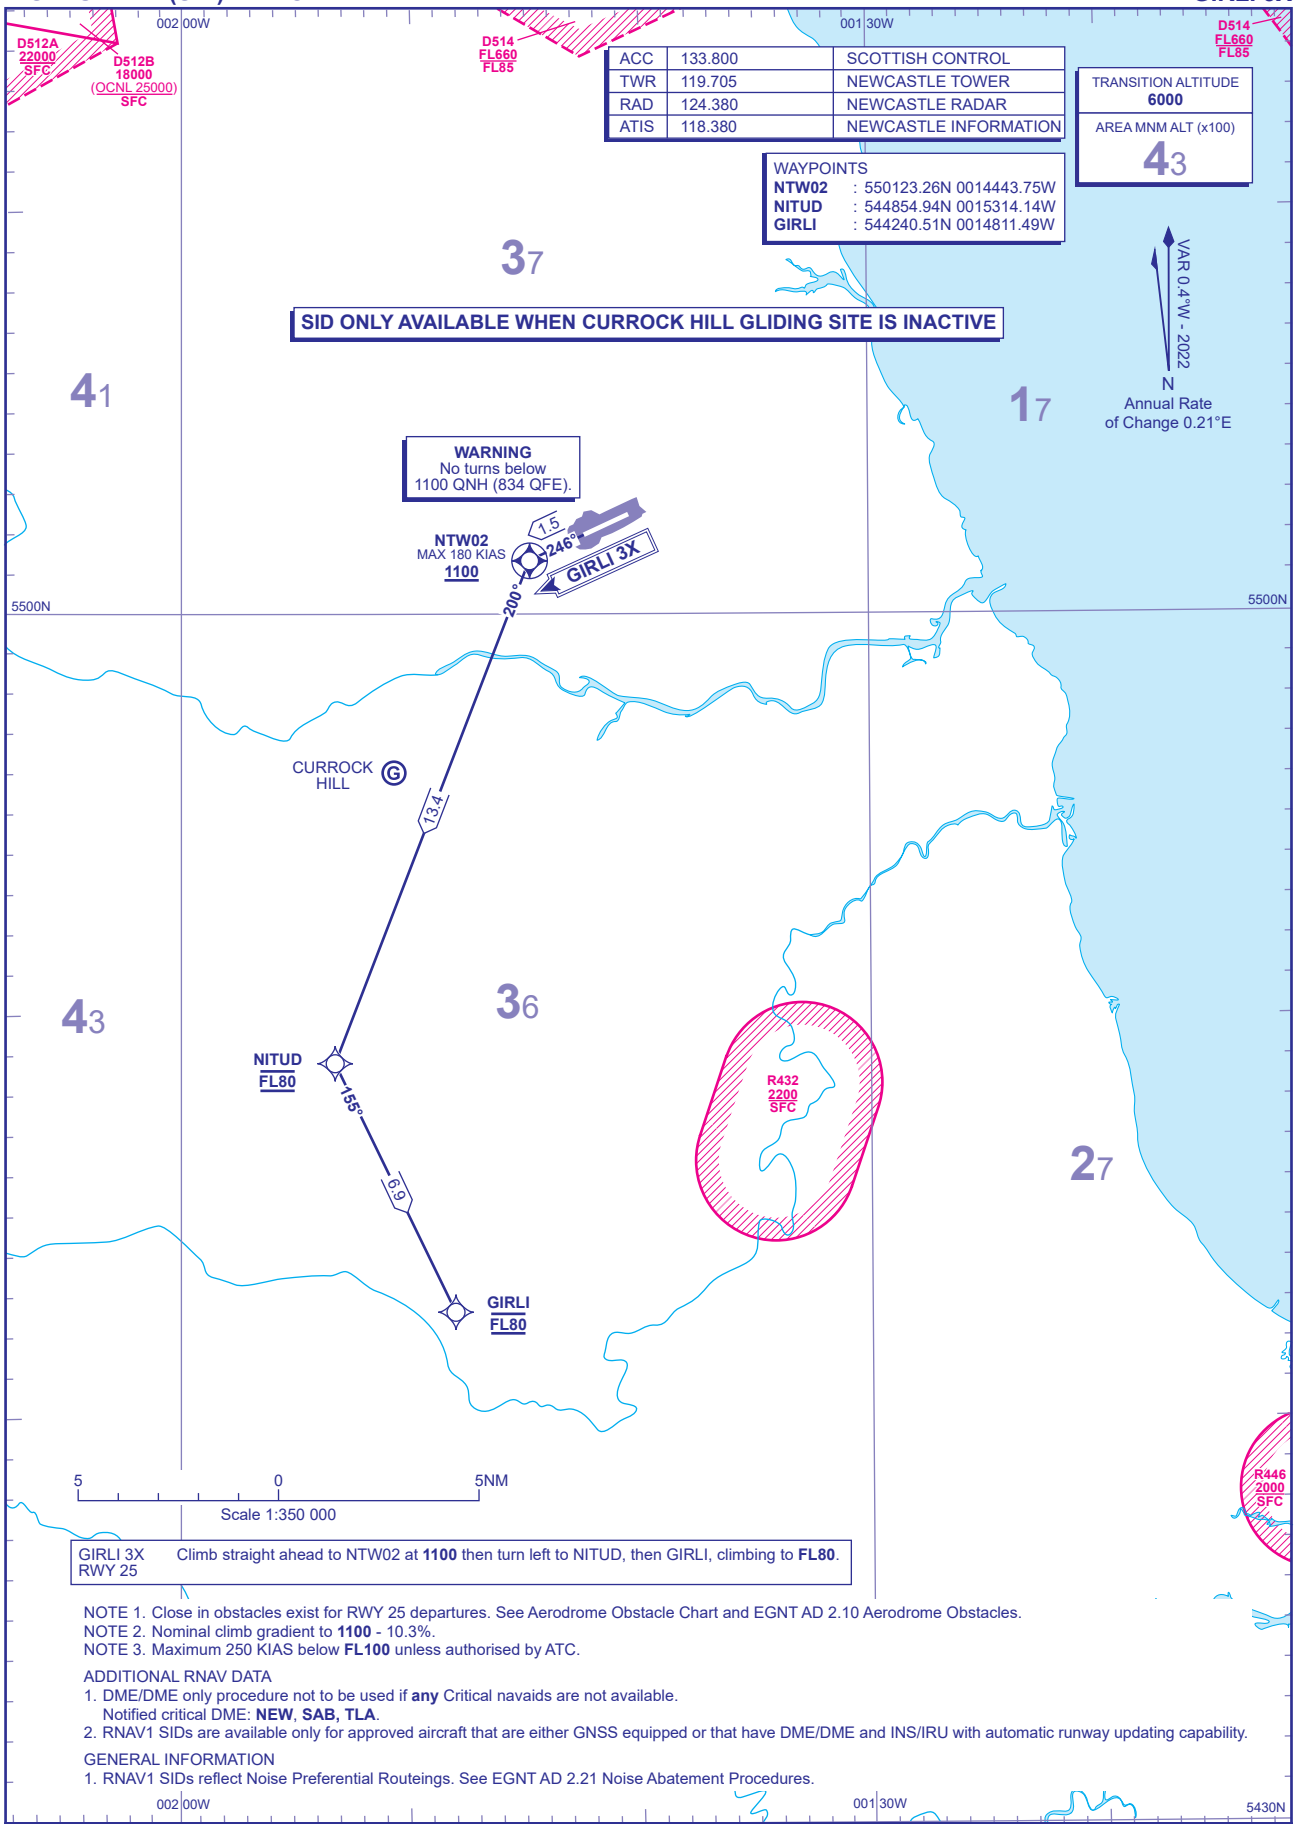 002 00W
001 30W
D512A
22000
SFC
D512B
18000
(OCNL 25000)
SFC
D514
FL660
FL85
D514
FL660
FL85
ACC 133.800 SCOTTISH CONTROL
TWR 119.705 NEWCASTLE TOWER
RAD 124.380 NEWCASTLE RADAR
ATIS 118.380 NEWCASTLE INFORMATION
TRANSITION ALTITUDE
6000
AREA MNM ALT (x100)
43
WAYPOINTS
NTW02 : 550123.26N 0014443.75W
NITUD : 544854.94N 0015314.14W
GIRLI : 544240.51N 0014811.49W
37
VAR 0.4°W - 2022
N
Annual Rate
of Change 0.21°E
SID ONLY AVAILABLE WHEN CURROCK HILL GLIDING SITE IS INACTIVE
41
17
WARNING
No turns below
1100 QNH (834 QFE).
NTW02
MAX 180 KIAS
1100
1.5
246°
GIRLI 3X
200°
5500N
5500N
CURROCK
HILL
G
13.4
43
36
NITUD
FL80
155°
R432
2200
SFC
27
6.9
GIRLI
FL80
R446
2000
SFC
5 0 5NM
Scale 1:350 000
GIRLI 3X Climb straight ahead to NTW02 at 1100 then turn left to NITUD, then GIRLI, climbing to FL80.
RWY 25
NOTE 1. Close in obstacles exist for RWY 25 departures. See Aerodrome Obstacle Chart and EGNT AD 2.10 Aerodrome Obstacles.
NOTE 2. Nominal climb gradient to 1100 - 10.3%.
NOTE 3. Maximum 250 KIAS below FL100 unless authorised by ATC.
ADDITIONAL RNAV DATA
1. DME/DME only procedure not to be used if any Critical navaids are not available.
Notified critical DME: NEW, SAB, TLA.
2. RNAV1 SIDs are available only for approved aircraft that are either GNSS equipped or that have DME/DME and INS/IRU with automatic runway updating capability.
GENERAL INFORMATION
1. RNAV1 SIDs reflect Noise Preferential Routeings. See EGNT AD 2.21 Noise Abatement Procedures.
002 00W
001 30W
5430N